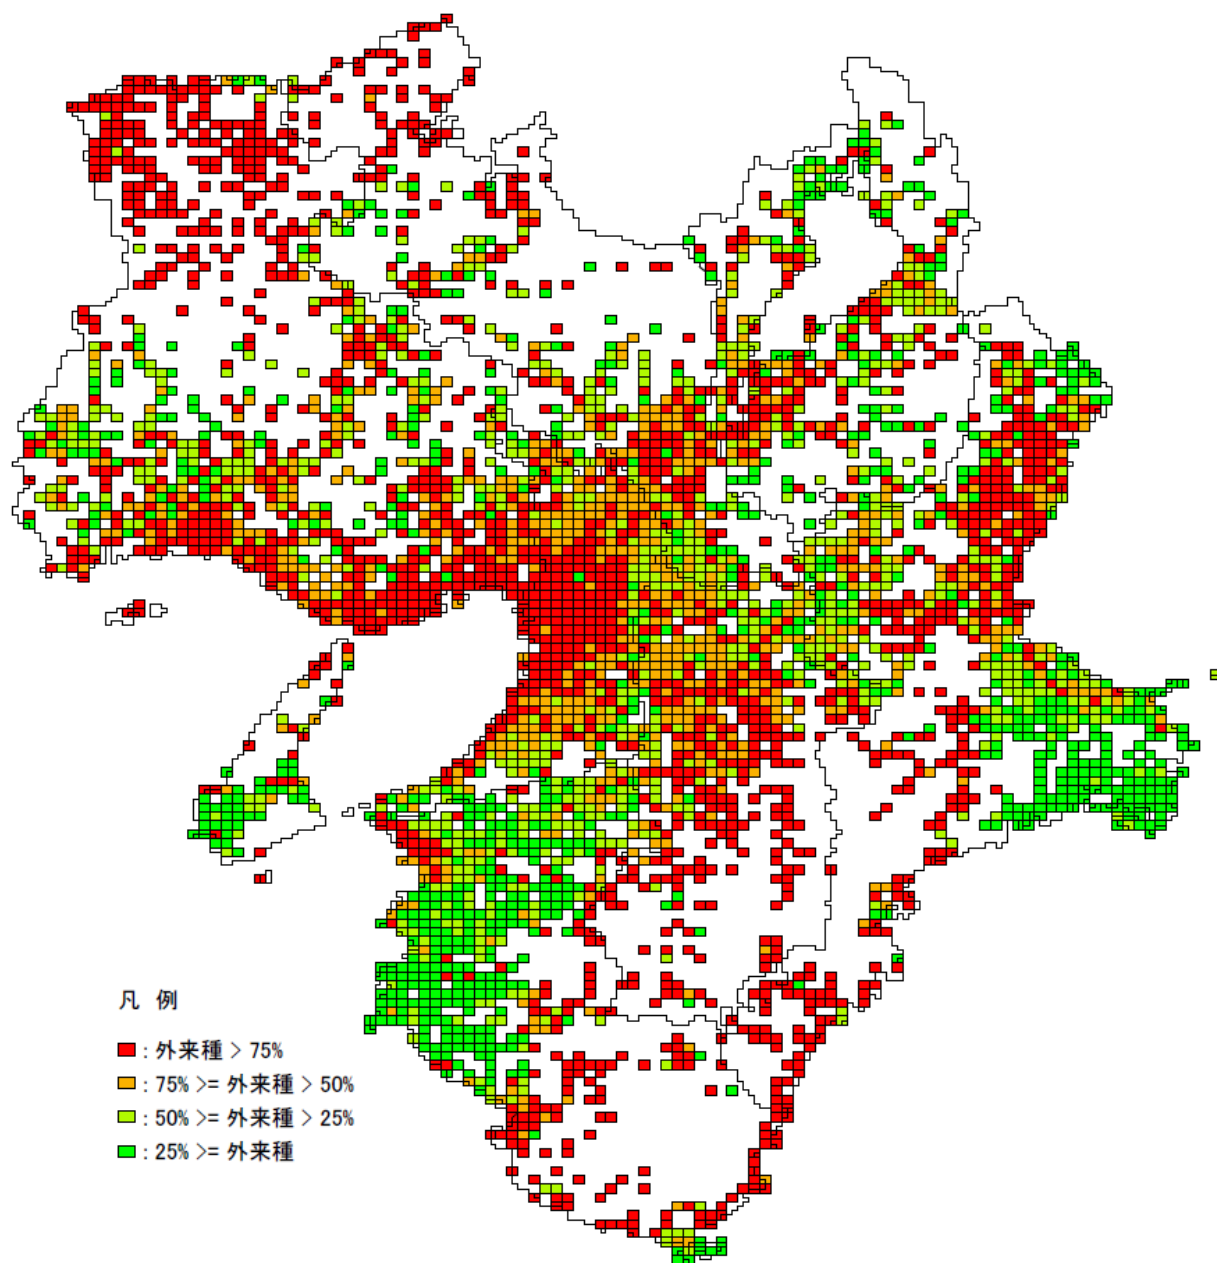 凡 例
: 外来種 > 75%
: 75% >= 外来種 > 50%
: 50% >= 外来種 > 25%
: 25% >= 外来種